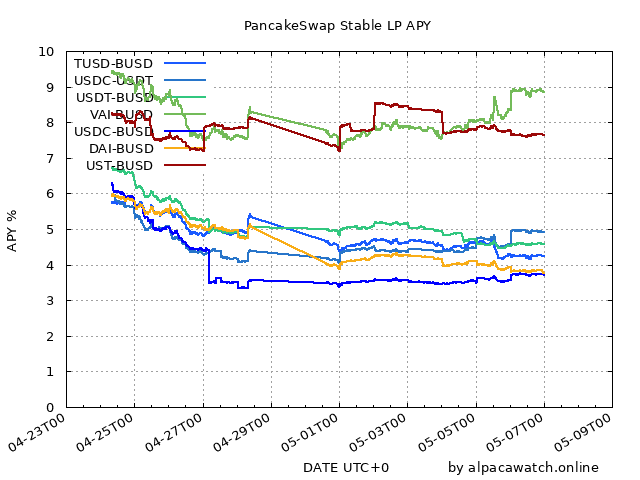 PancakeSwap Stable LP APY
APY %
10
9
8
7
6
5
4
3
2
1
0
TUSD-BUSD
USDC-USDT
USDT-BUSD
VAI-BUSD
USDC-BUSD
DAI-BUSD
UST-BUSD
04-23T00
04-25T00
04-27T00
04-29T00
05-01T00
05-03T00
05-05T00
05-07T00
05-09T00
DATE UTC+0
by alpacawatch.online